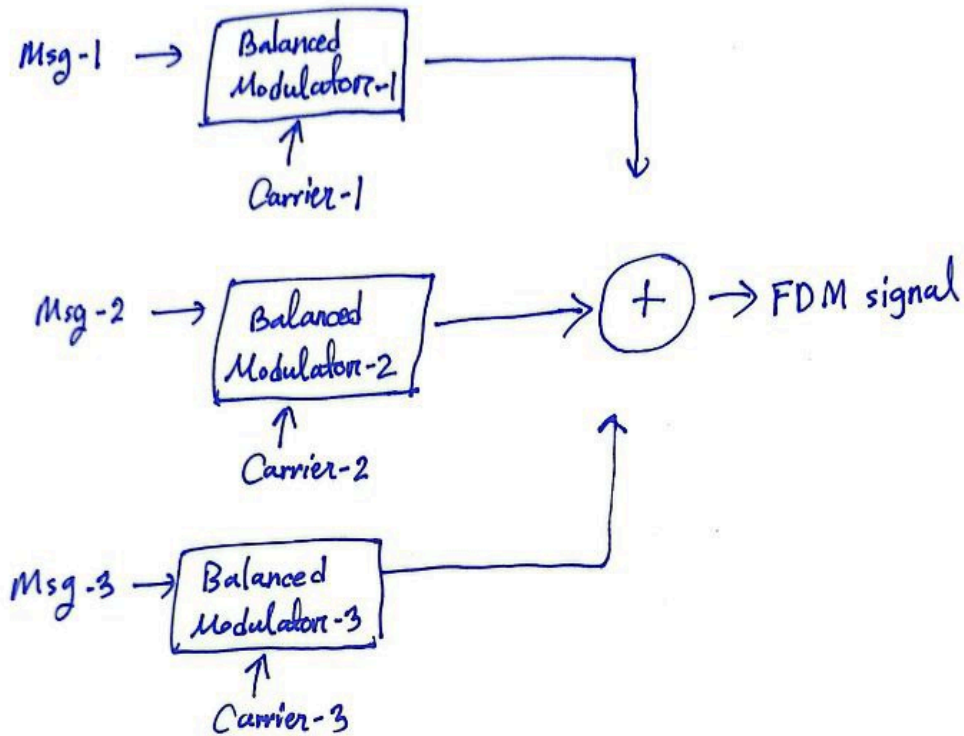 Msg-1
Balanced
Modulator-1
Carrier-1
Msg-2
Balanced
Modulator-2
Carrier-2
+
FDM signal
Msg-3
Balanced
Modulator-3
Carrier-3